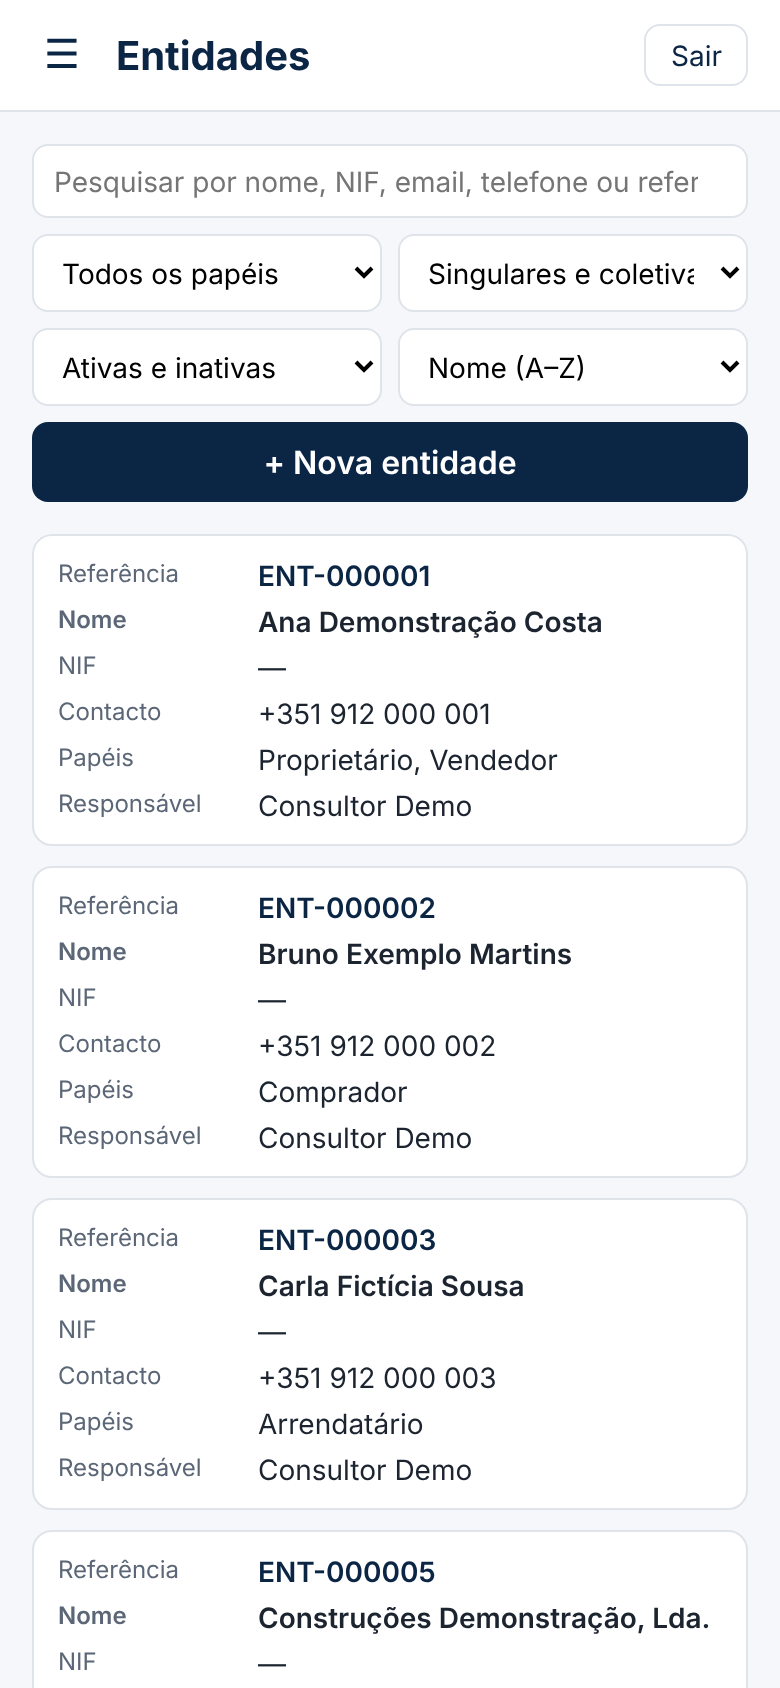 ☰ Entidades Sair
Pesquisar por nome, NIF, email, telefone ou refer
Todos os papéis Singulares e coletiva
Ativas e inativas Nome (A–Z)
+ Nova entidade
Referência ENT-000001
Nome Ana Demonstração Costa
NIF —
Contacto +351 912 000 001
Papéis Proprietário, Vendedor
Responsável Consultor Demo
Referência ENT-000002
Nome Bruno Exemplo Martins
NIF —
Contacto +351 912 000 002
Papéis Comprador
Responsável Consultor Demo
Referência ENT-000003
Nome Carla Fictícia Sousa
NIF —
Contacto +351 912 000 003
Papéis Arrendatário
Responsável Consultor Demo
Referência ENT-000005
Nome Construções Demonstração, Lda.
NIF —